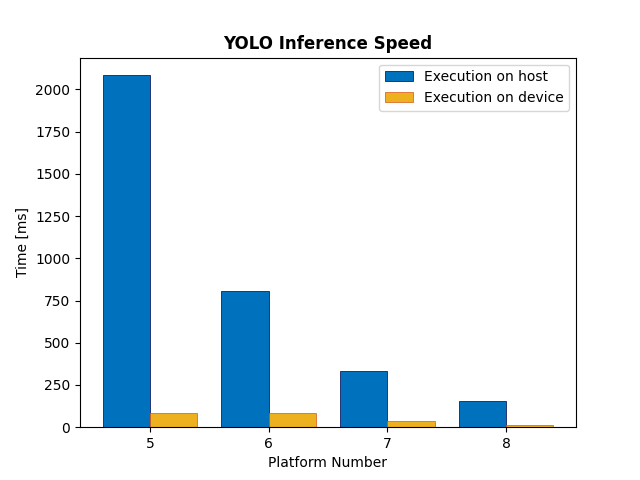 YOLO Inference Speed
Execution on host
Execution on device
2000
1750
1500
1250
1000
750
500
250
0
Time [ms]
5 6 7 8
Platform Number